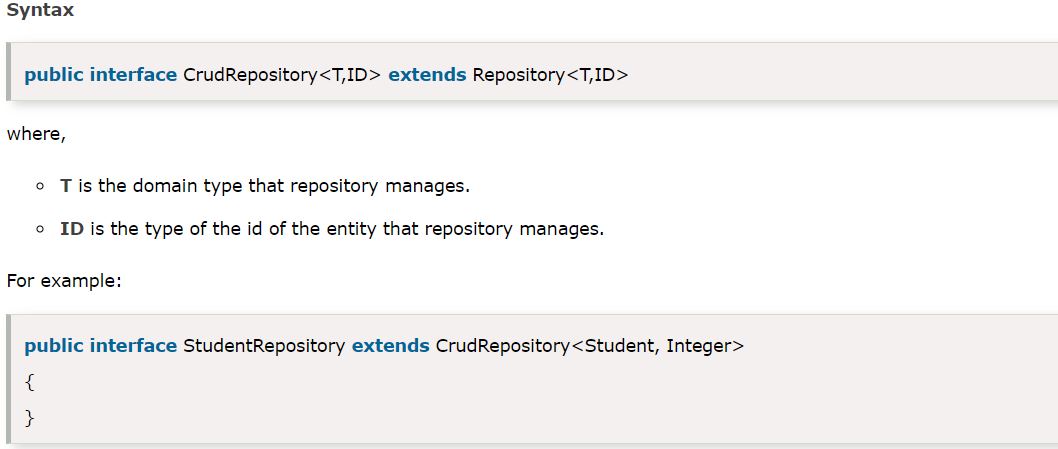 Syntax
public interface CrudRepository<T,ID> extends Repository<T,ID>
where,
T is the domain type that repository manages.
ID is the type of the id of the entity that repository manages.
For example:
public interface StudentRepository extends CrudRepository<Student, Integer>
{
}